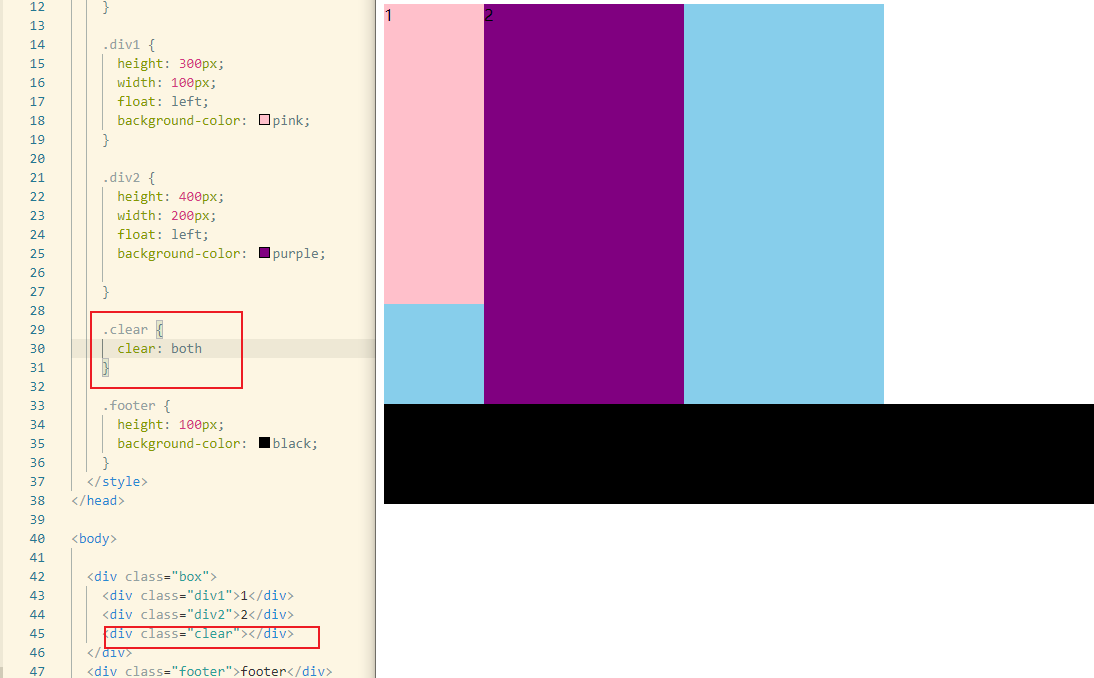 12 }
13
14 .div1 {
15 height: 300px;
16 width: 100px;
17 float: left;
18 background-color: pink;
19 }
20
21 .div2 {
22 height: 400px;
23 width: 200px;
24 float: left;
25 background-color: purple;
26
27 }
28
29 .clear {
30 clear: both
31 }
32
33 .footer {
34 height: 100px;
35 background-color: black;
36 }
37 </style>
38 </head>
39
40 <body>
41
42 <div class="box">
43 <div class="div1">1</div>
44 <div class="div2">2</div>
45 <div class="clear"></div>
46 </div>
47 <div class="footer">footer</div>
1
2